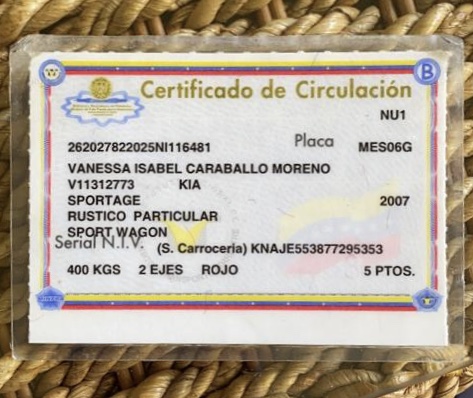 B
Certificado de Circulación
NU1
262027822025NI116481 Placa MES06G
VANESSA ISABEL CARABALLO MORENO
V11312773 KIA
SPORTAGE 2007
RUSTICO PARTICULAR
SPORT WAGON
Serial N.I.V. (S. Carroceria) KNAJE553877295353
400 KGS 2 EJES ROJO 5 PTOS.